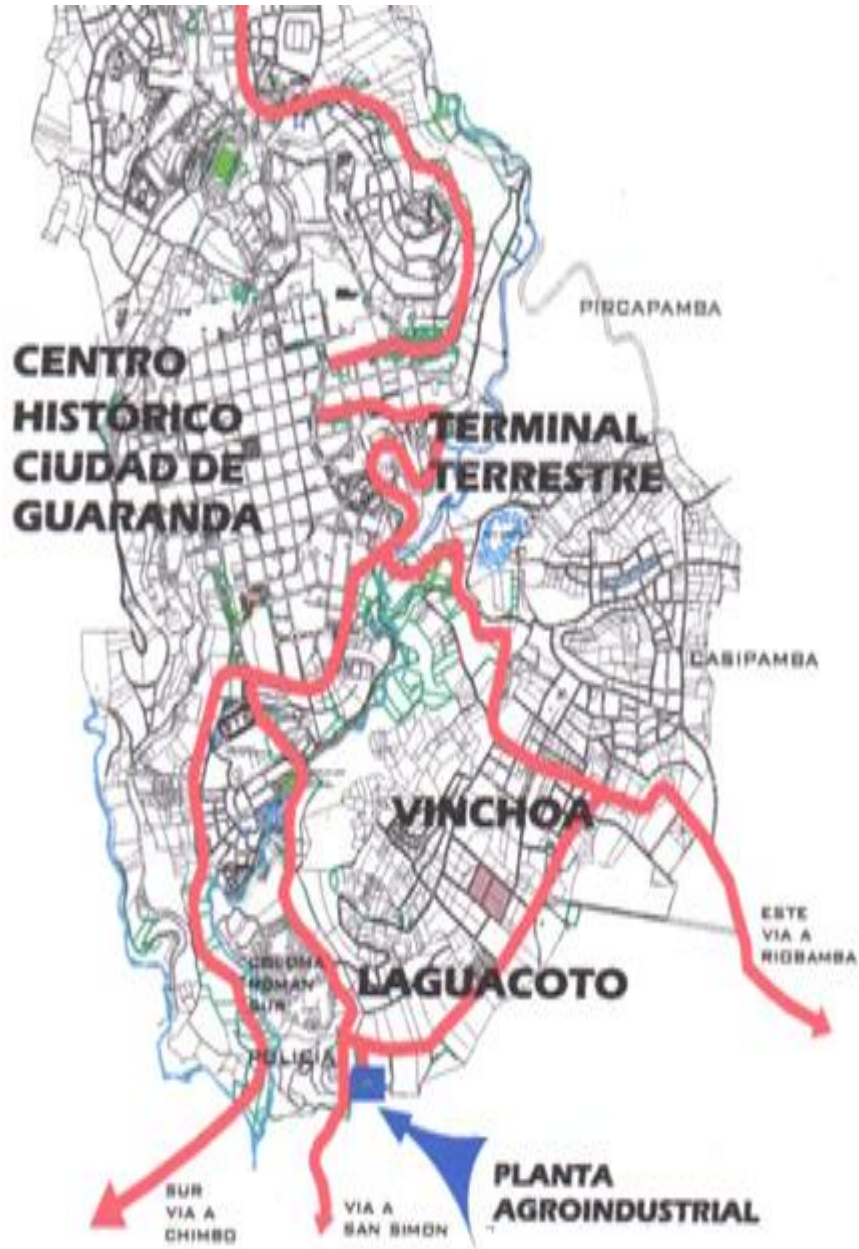 PIRCAPAMBA
CENTRO
HISTÓRICO
CIUDAD DE
GUARANDA
TERMINAL
TERRESTRE
CASIPAMBA
VINCHOA
ESTE
VIA A
RIOBAMBA
LAGUACOTO
COLOMA
ROMAN
SUR
POLICIA
PLANTA
AGROINDUSTRIAL
SUR
VIA A
CHIMBO
VIA A
SAN SIMON